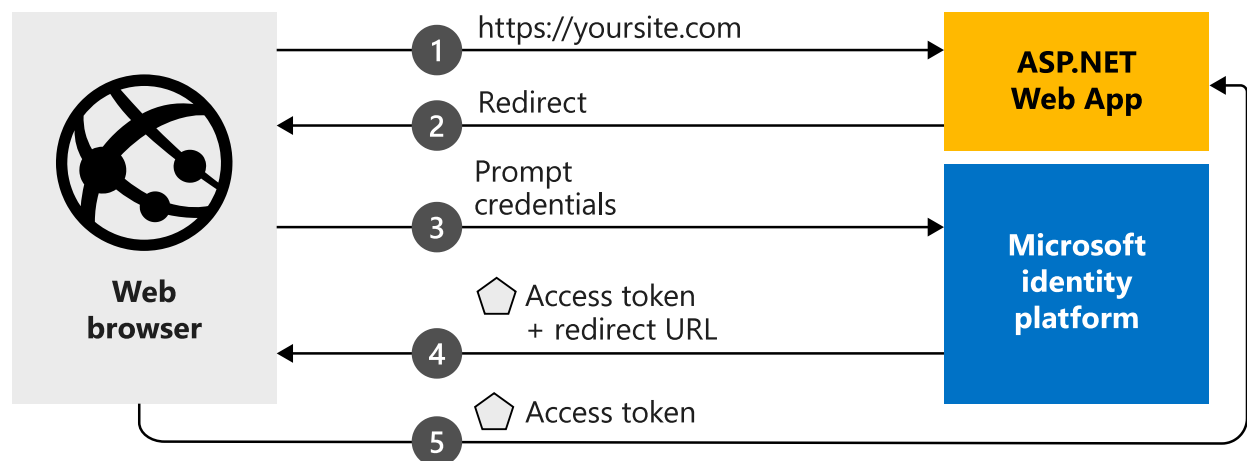 https://yoursite.com
1
ASP.NET
Web App
Redirect
2
Prompt
credentials
3
Microsoft
identity
platform
Web
browser
Access token
+ redirect URL
4
Access token
5